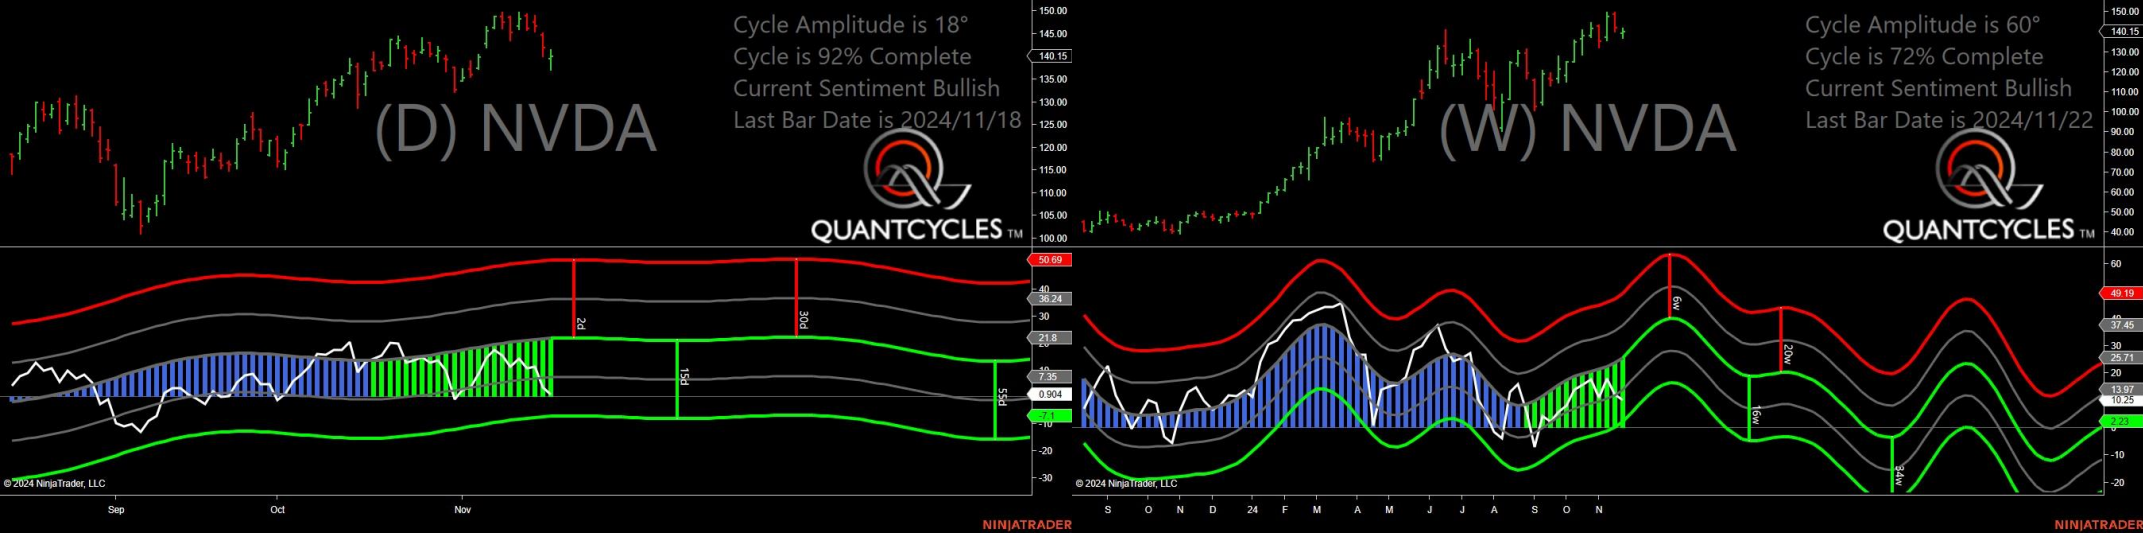 Cycle Amplitude is 18°
Cycle is 92% Complete
Current Sentiment Bullish
Last Bar Date is 2024/11/18
(D) NVDA
QUANTCYCLES TM
150.00
145.00
140.15
135.00
130.00
125.00
120.00
115.00
110.00
105.00
100.00
50.69
40
36.24
30
21.8
7.35
0.904
-7.1
-10
-20
-30
2d
30d
15d
55d
© 2024 NinjaTrader, LLC
Sep
Oct
Nov
NINJATRADER
Cycle Amplitude is 60°
Cycle is 72% Complete
Current Sentiment Bullish
Last Bar Date is 2024/11/22
(W) NVDA
QUANTCYCLES TM
150.00
140.15
130.00
120.00
110.00
100.00
90.00
80.00
70.00
60.00
50.00
40.00
60
49.19
37.45
30
25.71
20
13.97
10.25
2.23
-10
-20
6w
20w
16w
34w
© 2024 NinjaTrader, LLC
S O N D 24 F M A M J J A S O N
NINJATRADER